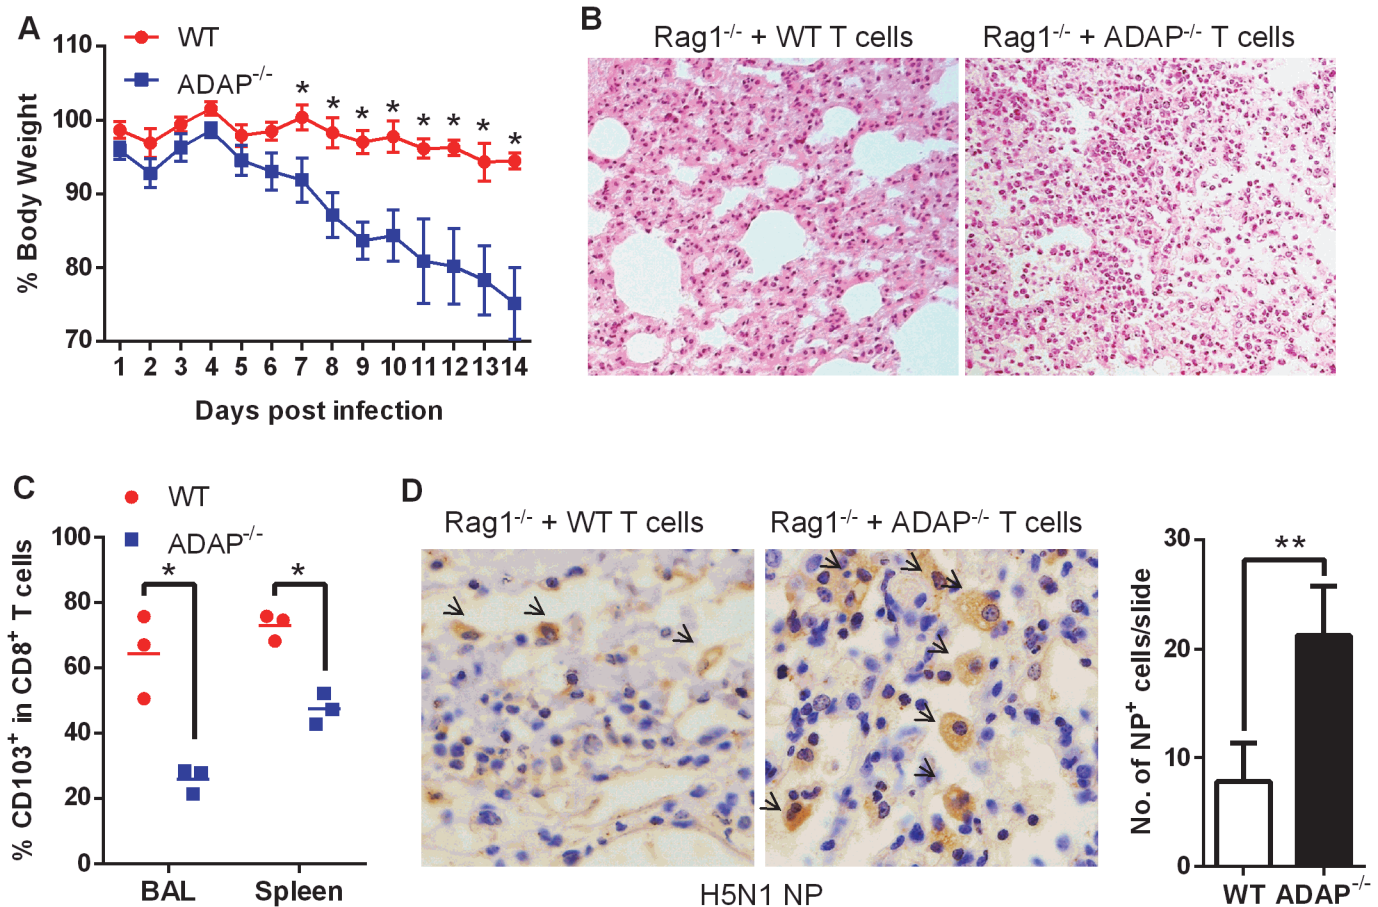 A
WT
ADAP-/-
110
100
90
80
70
% Body Weight
* * * * * * * *
1 2 3 4 5 6 7 8 9 10 11 12 13 14
Days post infection
B
Rag1-/- + WT T cells
Rag1-/- + ADAP-/- T cells
C
WT
ADAP-/-
100
80
60
40
20
0
% CD103+ in CD8+ T cells
* *
BAL Spleen
D
Rag1-/- + WT T cells
Rag1-/- + ADAP-/- T cells
H5N1 NP
30
20
10
0
No. of NP+ cells/slide
**
WT ADAP-/-